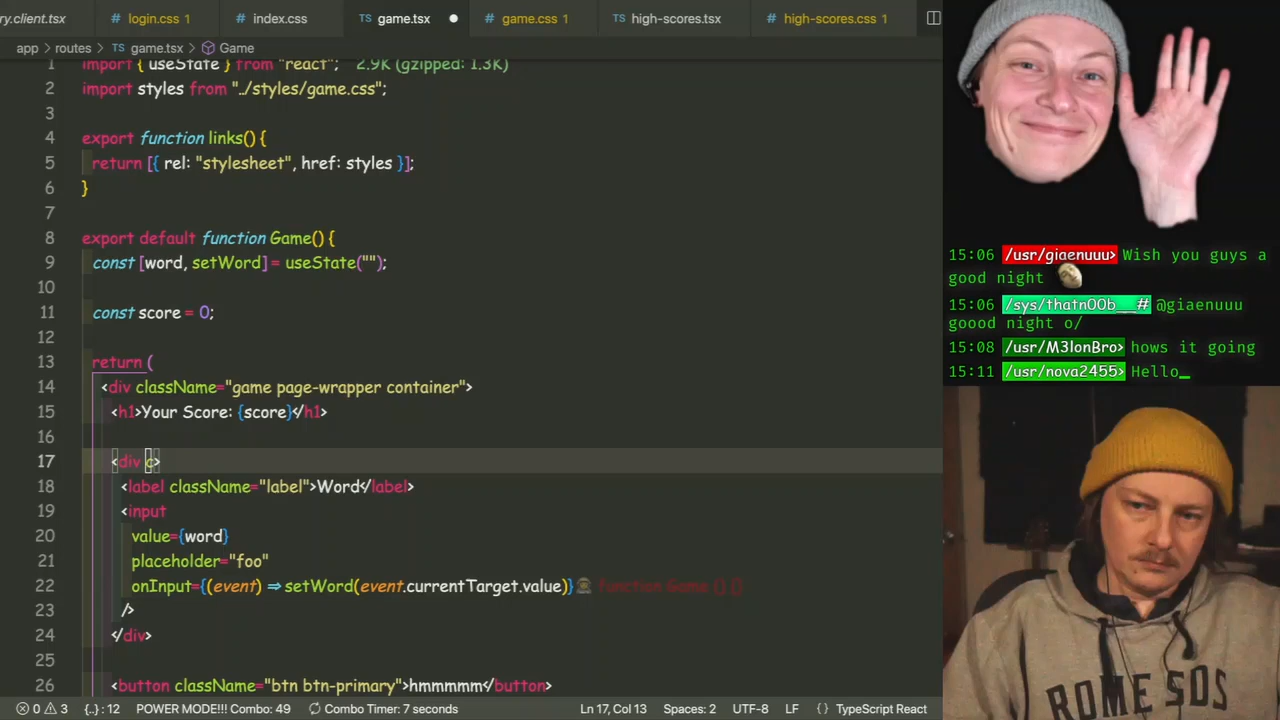 ry.client.tsx
login.css 1
index.css
TS game.tsx
game.css 1
TS high-scores.tsx
high-scores.css 1
app > routes > TS game.tsx > Game
1 import { useState } from "react"; 2.9K (gzipped: 1.3K)
2 import styles from "../styles/game.css";
3
4 export function links() {
5 return [{ rel: "stylesheet", href: styles }];
6 }
7
8 export default function Game() {
9 const [word, setWord] = useState("");
10
11 const score = 0;
12
13 return (
14 <div className="game page-wrapper container">
15 <h1>Your Score: {score}</h1>
16
17 <div c>
18 <label className="label">Word</label>
19 <input
20 value={word}
21 placeholder="foo"
22 onInput={(event) => setWord(event.currentTarget.value)} function Game () {}
23 />
24 </div>
25
26 <button className="btn btn-primary">hmmmmm</button>
0 3 {..} : 12 POWER MODE!!! Combo: 49 Combo Timer: 7 seconds Ln 17, Col 13 Spaces: 2 UTF-8 LF {} TypeScript React
15:06 /usr/giaenuuu> Wish you guys a
good night
15:06 /sys/thatn00b__# @giaenuuu
goood night o/
15:08 /usr/M3lonBro> hows it going
15:11 /usr/nova2455> Hello_
ROME SDS